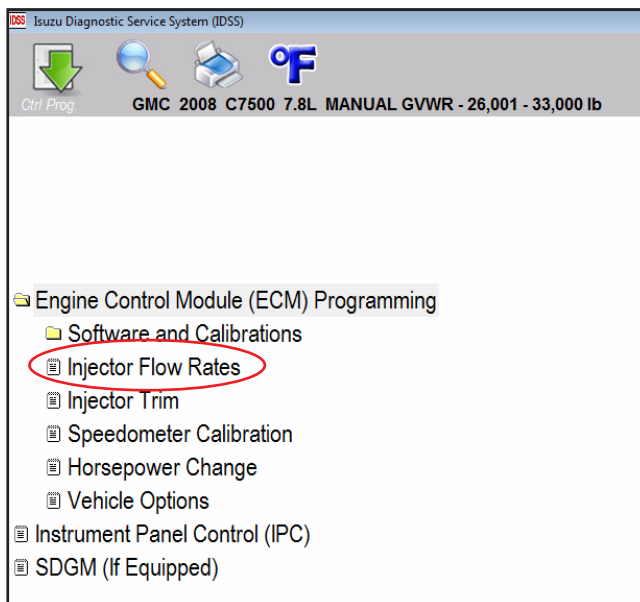 IDSS Isuzu Diagnostic Service System (IDSS)
°F
Ctrl Prog.
GMC 2008 C7500 7.8L MANUAL GVWR - 26,001 - 33,000 lb
Engine Control Module (ECM) Programming
Software and Calibrations
Injector Flow Rates
Injector Trim
Speedometer Calibration
Horsepower Change
Vehicle Options
Instrument Panel Control (IPC)
SDGM (If Equipped)